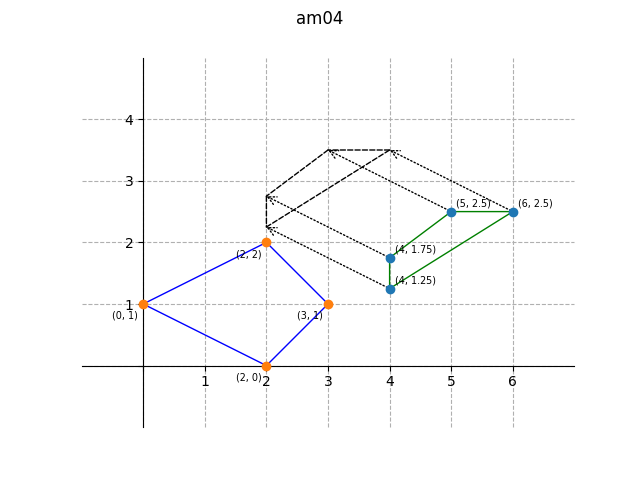 am04
4
3
(5, 2.5) (6, 2.5)
2
(2, 2) (4, 1.75)
(4, 1.25)
1
(0, 1) (3, 1)
(2, 0)
1 2 3 4 5 6